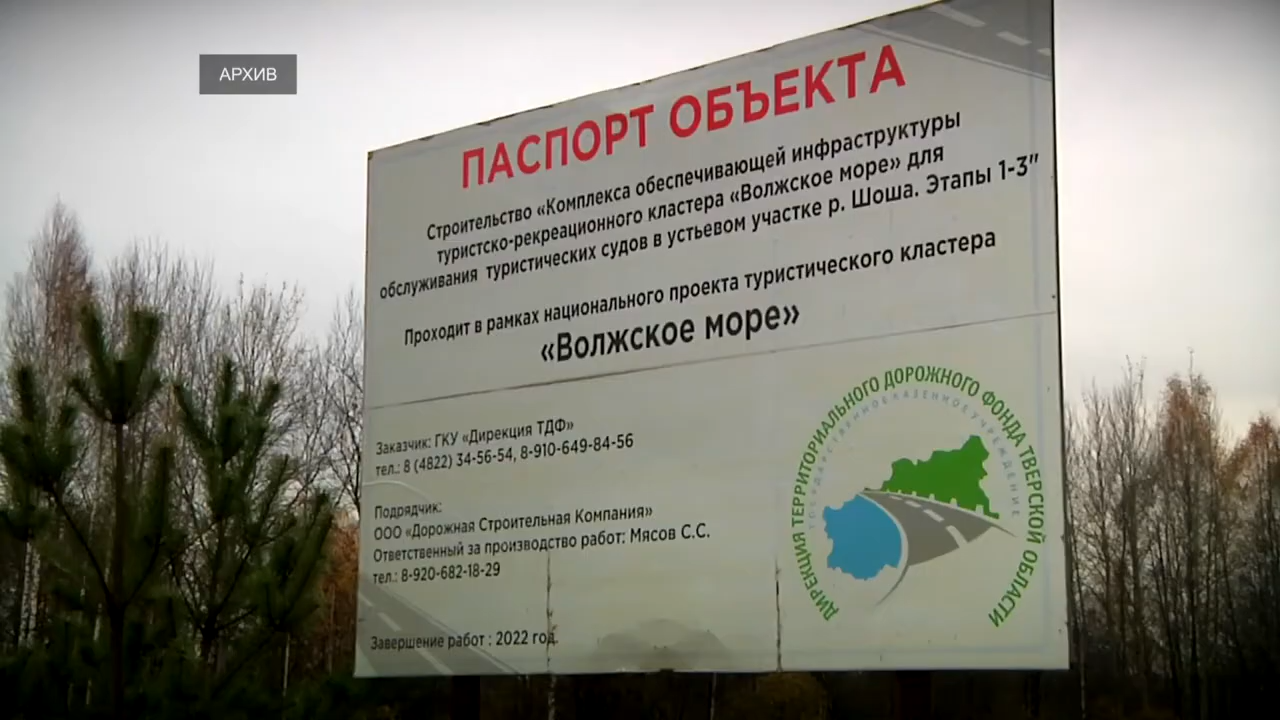 АРХИВ
ПАСПОРТ ОБЪЕКТА
Строительство «Комплекса обеспечивающей инфраструктуры
туристско-рекреационного кластера «Волжское море» для
обслуживания туристических судов в устьевом участке р. Шоша. Этапы 1-3"
Проходит в рамках национального проекта туристического кластера
«Волжское море»
Заказчик: ГКУ «Дирекция ТДФ»
тел.: 8 (4822) 34-56-54, 8-910-649-84-56
Подрядчик:
ООО «Дорожная Строительная Компания»
Ответственный за производство работ: Мясов С.С.
тел.: 8-920-682-18-29
Завершение работ : 2022 год.
ДИРЕКЦИЯ ТЕРРИТОРИАЛЬНОГО ДОРОЖНОГО ФОНДА ТВЕРСКОЙ ОБЛАСТИ
ГОСУДАРСТВЕННОЕ КАЗЕННОЕ УЧРЕЖДЕНИЕ